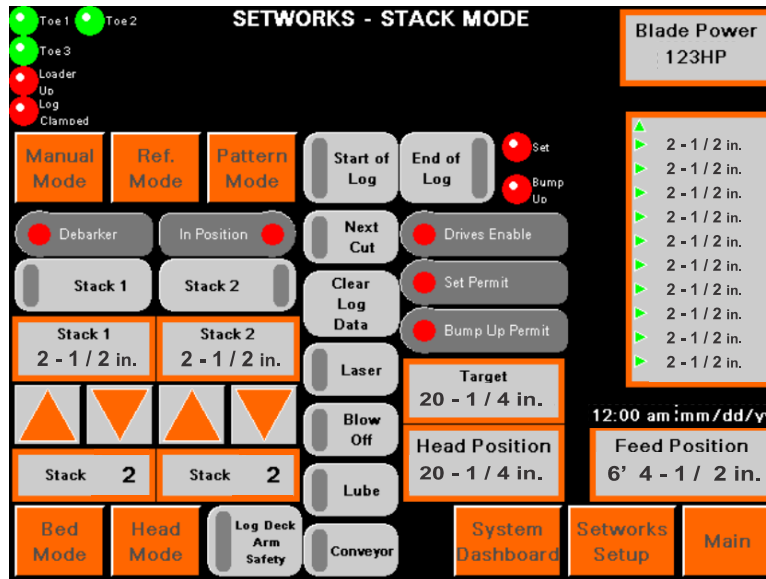 Toe 1 Toe 2 SETWORKS - STACK MODE
Toe 3
Loader
Up
Log
Clamped
Blade Power
123HP
Manual
Mode
Ref.
Mode
Pattern
Mode
Start of
Log
End of
Log
Set
Bump
Up
2 - 1 / 2 in.
2 - 1 / 2 in.
2 - 1 / 2 in.
2 - 1 / 2 in.
2 - 1 / 2 in.
2 - 1 / 2 in.
2 - 1 / 2 in.
2 - 1 / 2 in.
2 - 1 / 2 in.
2 - 1 / 2 in.
Debarker
In Position
Next
Cut
Drives Enable
Stack 1
Stack 2
Clear
Log
Data
Set Permit
Bump Up Permit
Stack 1
2 - 1 / 2 in.
Stack 2
2 - 1 / 2 in.
Laser
Target
20 - 1 / 4 in.
Blow
Off
12:00 am mm/dd/y
Head Position
20 - 1 / 4 in.
Feed Position
6' 4 - 1 / 2 in.
Stack 2
Stack 2
Lube
Bed
Mode
Head
Mode
Log Deck
Arm
Safety
Conveyor
System
Dashboard
Setworks
Setup
Main